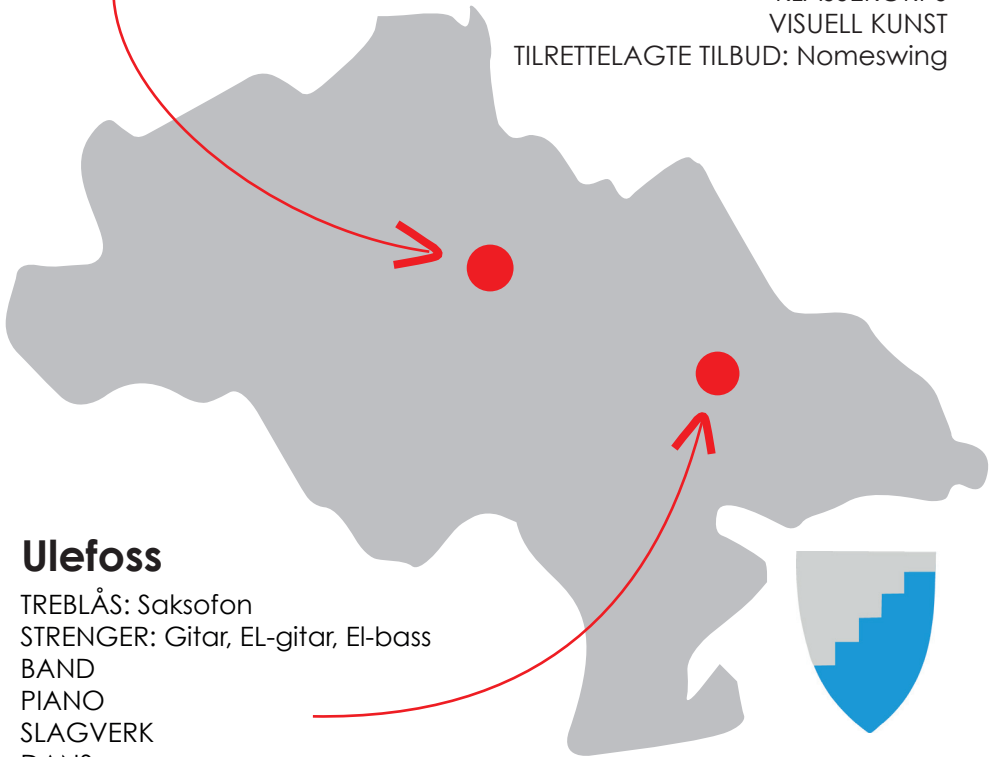 VISUELL KUNST
TILRETTELAGTE TILBUD: Nomeswing
Ulefoss
TREBLÅS: Saksofon
STRENGER: Gitar, EL-gitar, El-bass
BAND
PIANO
SLAGVERK